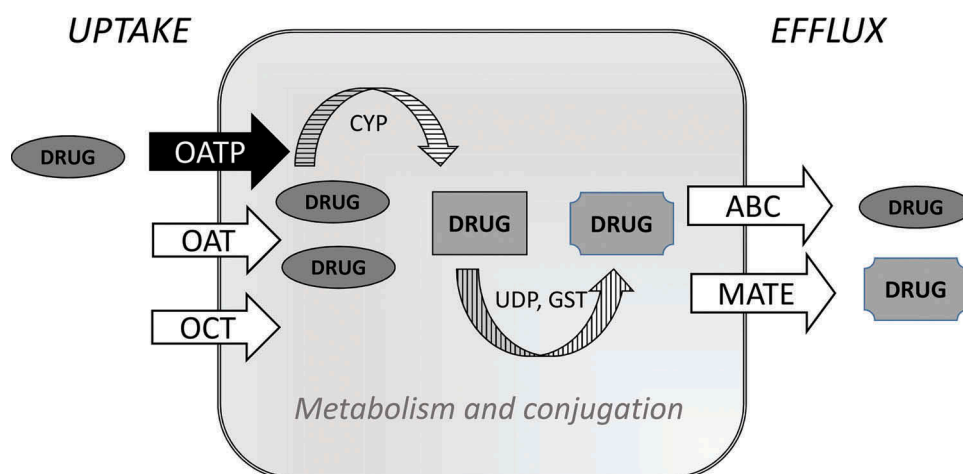 UPTAKE
EFFLUX
DRUG
OATP
CYP
DRUG
OAT
DRUG
OCT
DRUG
DRUG
UDP, GST
ABC
DRUG
MATE
DRUG
Metabolism and conjugation